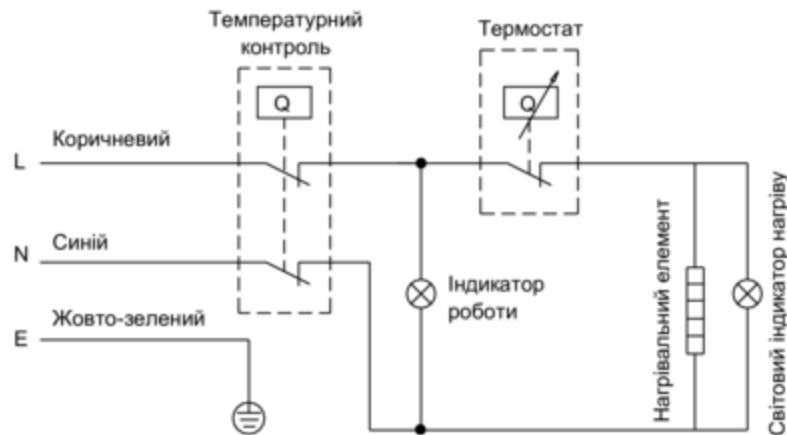 Температурний
контроль
Термостат
Q
Q
Коричневий
L
Синій
N
Жовто-зелений
E
Індикатор
роботи
Нагрівальний елемент
Світовий індикатор нагріву